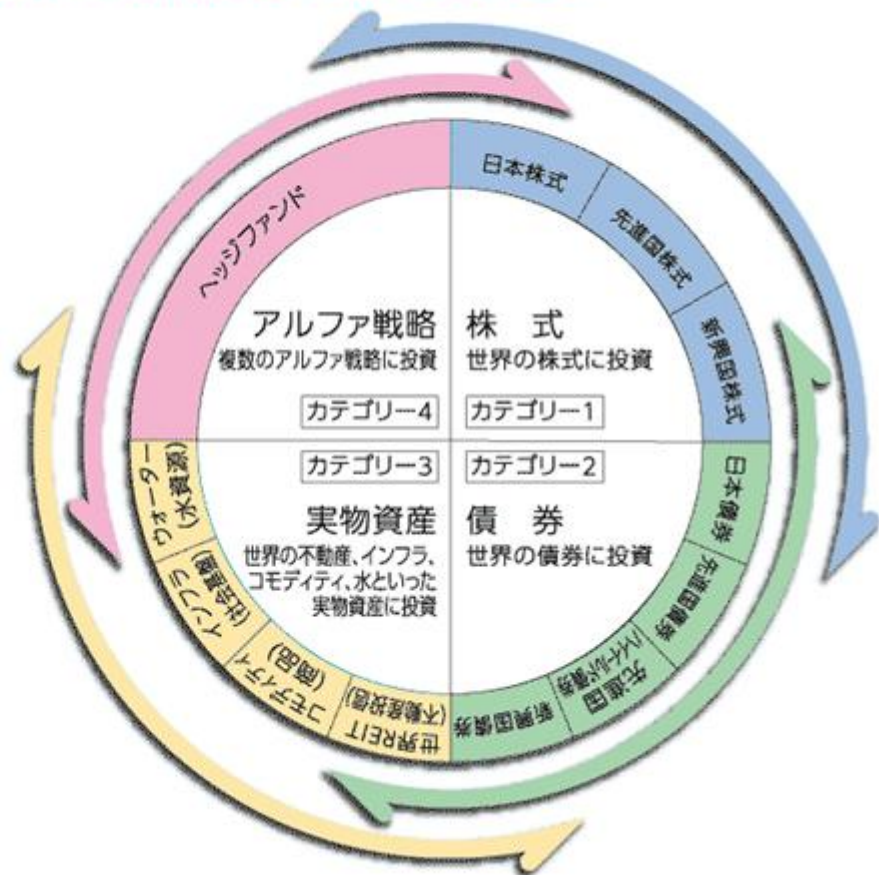 ヘッジファンド
日本株式
先進国株式
新興国株式
アルファ戦略
複数のアルファ戦略に投資
カテゴリー4
株 式
世界の株式に投資
カテゴリー1
カテゴリー3
実物資産
世界の不動産、インフラ、
コモディティ、水といった
実物資産に投資
カテゴリー2
債 券
世界の債券に投資
日本債券
先進国債券
先進国
ハイイールド債券
新興国債券
世界REIT
(不動産投信)
コモディティ
(商品)
インフラ
(社会基盤)
ウォーター
(水資源)